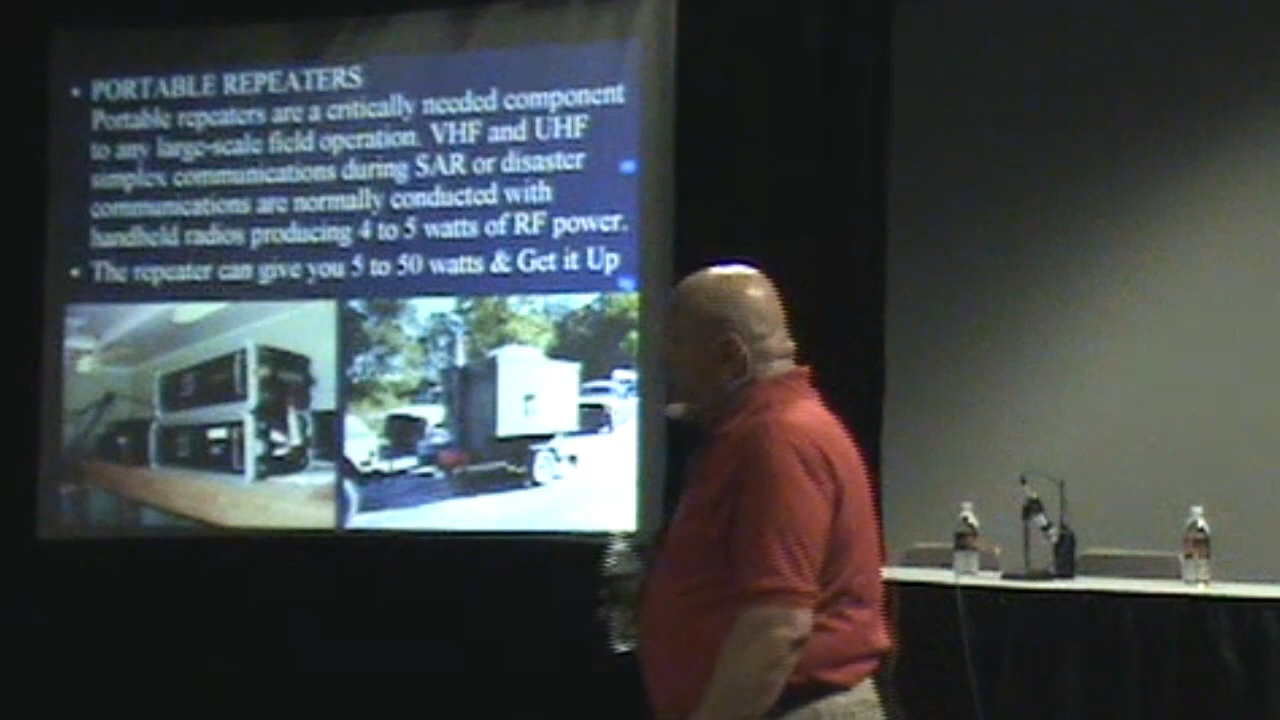 • PORTABLE REPEATERS
Portable repeaters are a critically needed component
to any large-scale field operation. VHF and UHF
simplex communications during SAR or disaster
communications are normally conducted with
handheld radios producing 4 to 5 watts of RF power.
• The repeater can give you 5 to 50 watts & Get it Up